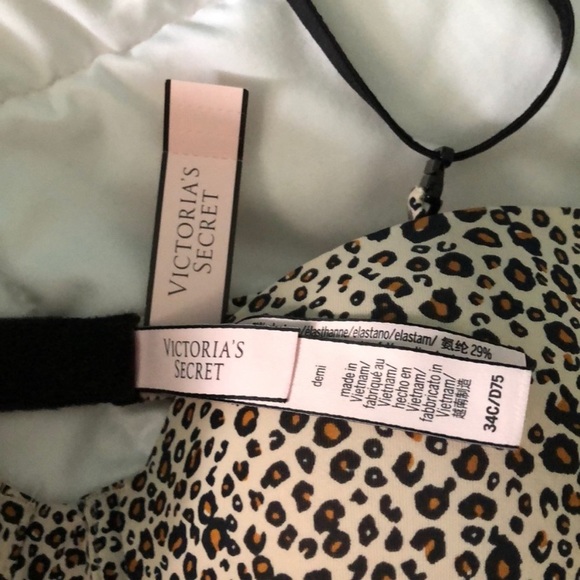 VICTORIA'S
SECRET
VICTORIA'S
SECRET
/élasthanne/elastano/elastam/ 氨纶 29%
demi
made in
Vietnam/
fabriqué au
Vietnam/
hecho en
Vietnam/
fabbricato in
Vietnam/
越南制造
34C/D75